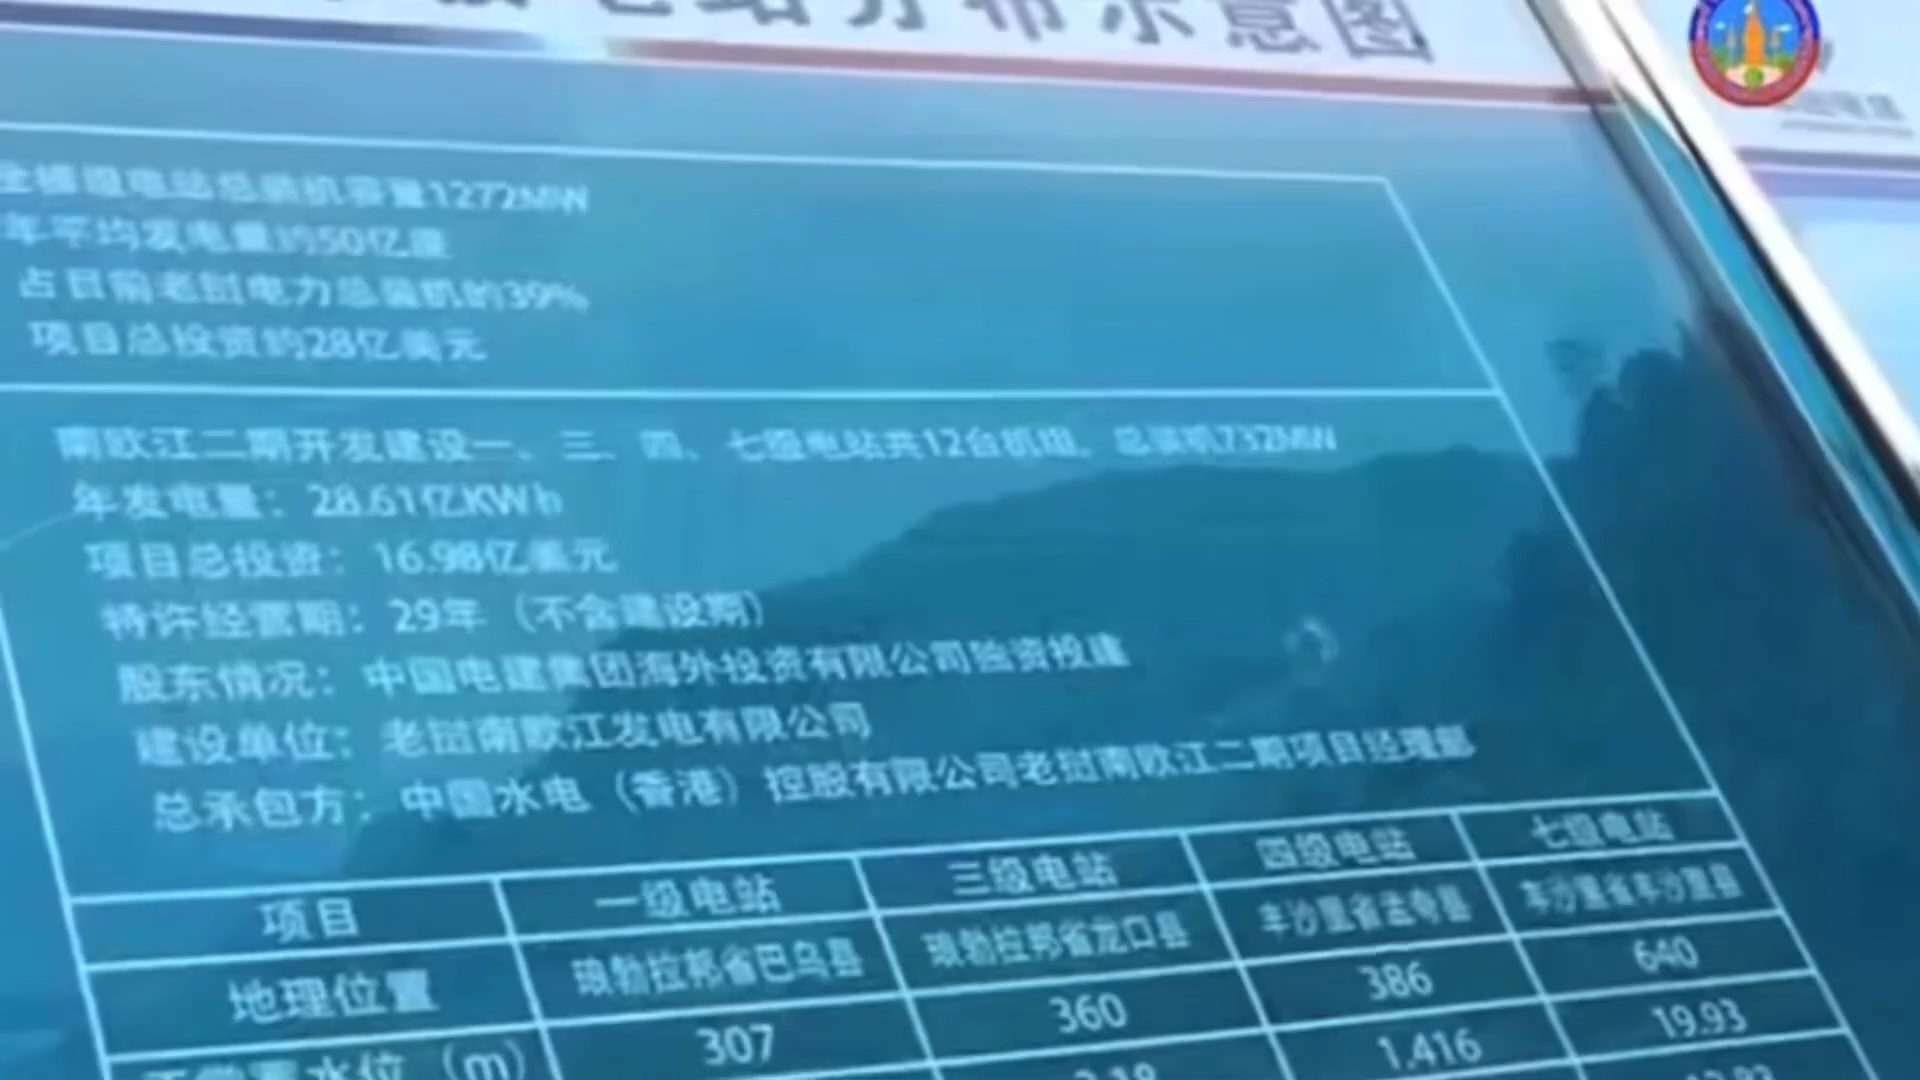 电站分布示意图
全梯级电站总装机容量1272MW
年平均发电量约50亿度
占目前老挝电力总装机的39%
项目总投资约28亿美元
南欧江二期开发建设一、三、四、七级电站共12台机组，总装机732MW
年发电量：28.61亿KWh
项目总投资：16.98亿美元
特许经营期：29年（不含建设期）
股东情况：中国电建集团海外投资有限公司独资投建
建设单位：老挝南欧江发电有限公司
总承包方：中国水电（香港）控股有限公司老挝南欧江二期项目经理部
项目 一级电站 三级电站 四级电站 七级电站
地理位置 琅勃拉邦省巴乌县 琅勃拉邦省龙口县 丰沙里省孟夸县 丰沙里省丰沙里县
水位（m） 307 360 386 640
1.416 19.93